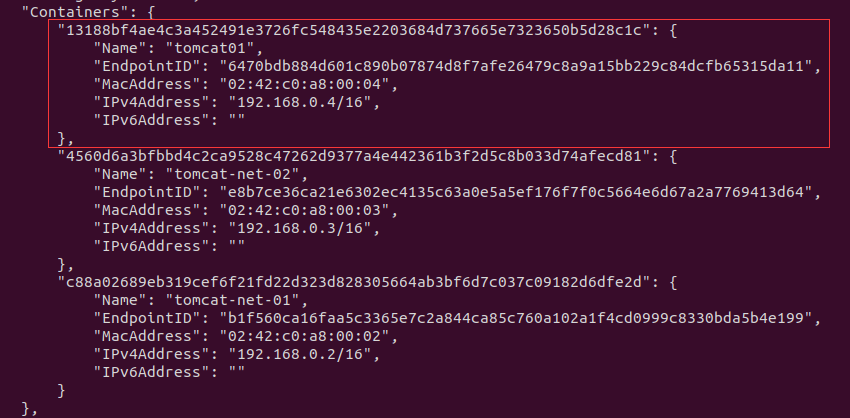 "Containers": {
"13188bf4ae4c3a452491e3726fc548435e2203684d737665e7323650b5d28c1c": {
"Name": "tomcat01",
"EndpointID": "6470bdb884d601c890b07874d8f7afe26479c8a9a15bb229c84dcfb65315da11",
"MacAddress": "02:42:c0:a8:00:04",
"IPv4Address": "192.168.0.4/16",
"IPv6Address": ""
},
"4560d6a3bfbbd4c2ca9528c47262d9377a4e442361b3f2d5c8b033d74afecd81": {
"Name": "tomcat-net-02",
"EndpointID": "e8b7ce36ca21e6302ec4135c63a0e5a5ef176f7f0c5664e6d67a2a7769413d64",
"MacAddress": "02:42:c0:a8:00:03",
"IPv4Address": "192.168.0.3/16",
"IPv6Address": ""
},
"c88a02689eb319cef6f21fd22d323d828305664ab3bf6d7c037c09182d6dfe2d": {
"Name": "tomcat-net-01",
"EndpointID": "b1f560ca16faa5c3365e7c2a844ca85c760a102a1f4cd0999c8330bda5b4e199",
"MacAddress": "02:42:c0:a8:00:02",
"IPv4Address": "192.168.0.2/16",
"IPv6Address": ""
}
},